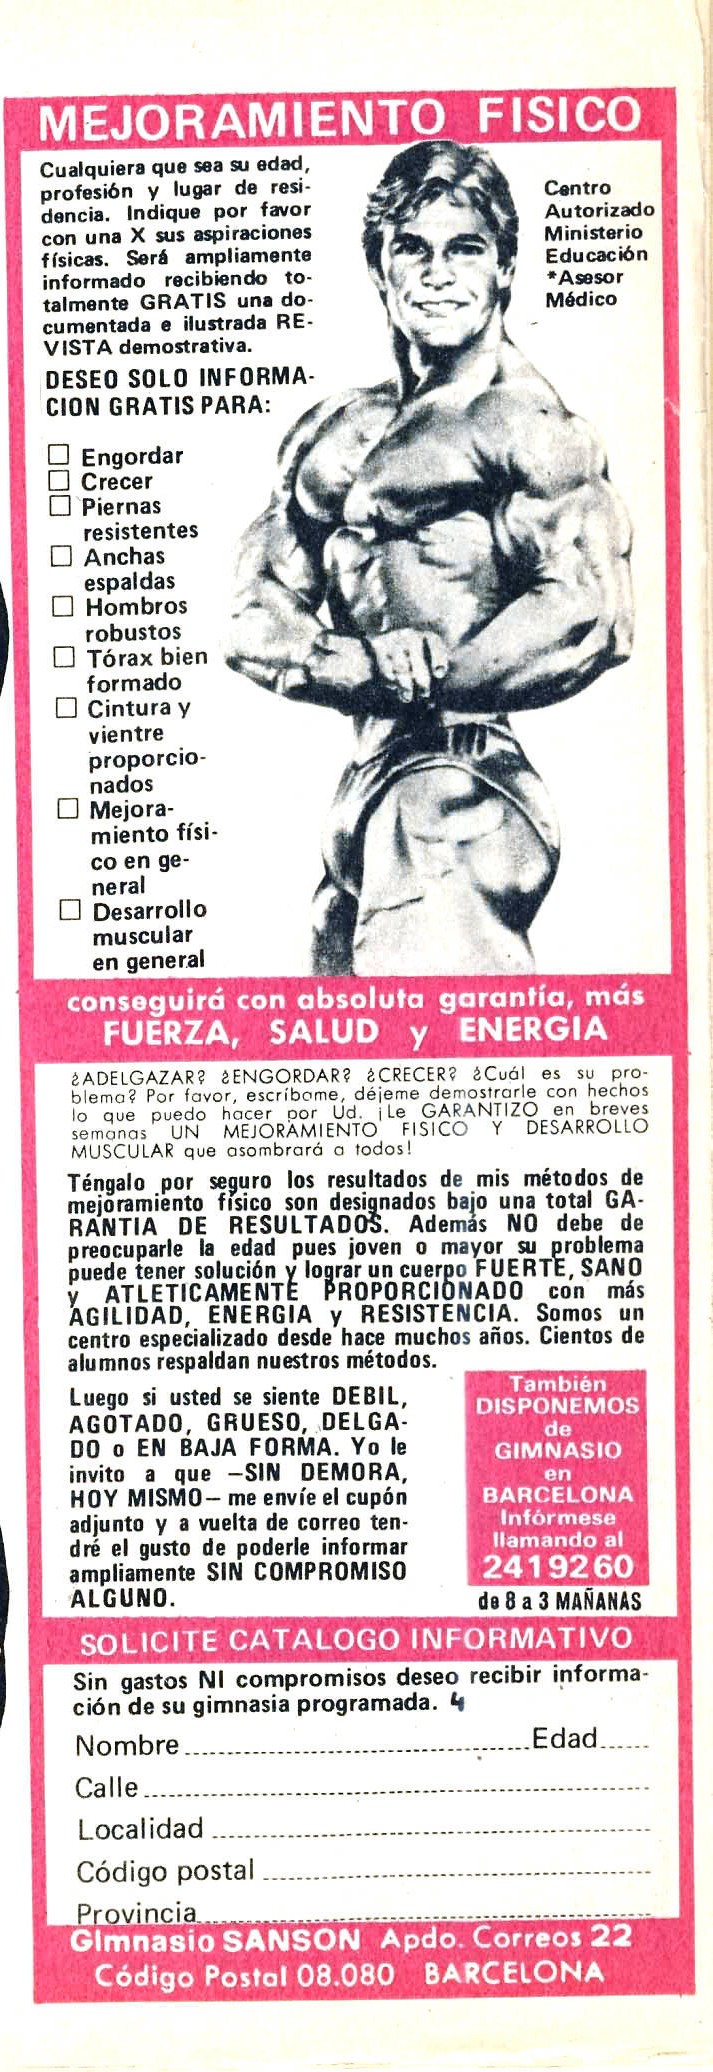 MEJORAMIENTO FISICO
Cualquiera que sea su edad,
profesión y lugar de resi-
dencia. Indique por favor
con una X sus aspiraciones
físicas. Será ampliamente
informado recibiendo to-
talmente GRATIS una do-
cumentada e ilustrada RE-
VISTA demostrativa.
Centro
Autorizado
Ministerio
Educación
*Asesor
Médico
DESEO SOLO INFORMA-
CION GRATIS PARA:
Engordar
Crecer
Piernas
resistentes
Anchas
espaldas
Hombros
robustos
Tórax bien
formado
Cintura y
vientre
proporcio-
nados
Mejora-
miento físi-
co en ge-
neral
Desarrollo
muscular
en general
conseguirá con absoluta garantía, más
FUERZA, SALUD y ENERGIA
¿ADELGAZAR? ¿ENGORDAR? ¿CRECER? ¿Cuál es su pro-
blema? Por favor, escríbame, déjeme demostrarle con hechos
lo que puedo hacer por Ud. ¡Le GARANTIZO en breves
semanas UN MEJORAMIENTO FISICO Y DESARROLLO
MUSCULAR que asombrará a todos!
Téngalo por seguro los resultados de mis métodos de
mejoramiento físico son designados bajo una total GA-
RANTIA DE RESULTADOS. Además NO debe de
preocuparle la edad pues joven o mayor su problema
puede tener solución y lograr un cuerpo FUERTE, SANO
y ATLETICAMENTE PROPORCIONADO con más
AGILIDAD, ENERGIA y RESISTENCIA. Somos un
centro especializado desde hace muchos años. Cientos de
alumnos respaldan nuestros métodos.
Luego si usted se siente DEBIL,
AGOTADO, GRUESO, DELGA-
DO o EN BAJA FORMA. Yo le
invito a que —SIN DEMORA,
HOY MISMO— me envíe el cupón
adjunto y a vuelta de correo ten-
dré el gusto de poderle informar
ampliamente SIN COMPROMISO
ALGUNO.
También
DISPONEMOS
de
GIMNASIO
en
BARCELONA
Infórmese
llamando al
2419260
de 8 a 3 MAÑANAS
SOLICITE CATALOGO INFORMATIVO
Sin gastos NI compromisos deseo recibir informa-
ción de su gimnasia programada. 4
Nombre Edad
Calle
Localidad
Código postal
Provincia
GImnasio SANSON Apdo. Correos 22
Código Postal 08.080 BARCELONA